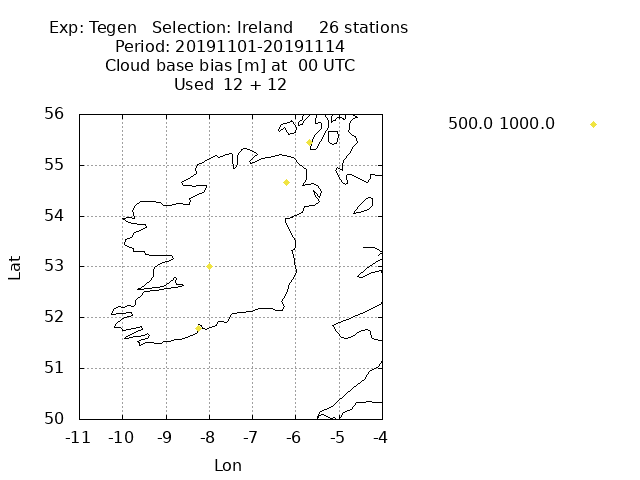 Exp: Tegen   Selection: Ireland     26 stations
Period: 20191101-20191114
Cloud base bias [m] at  00 UTC
Used  12 + 12
500.0 1000.0
56
55
54
53
52
51
50
Lat
-11 -10 -9 -8 -7 -6 -5 -4
Lon